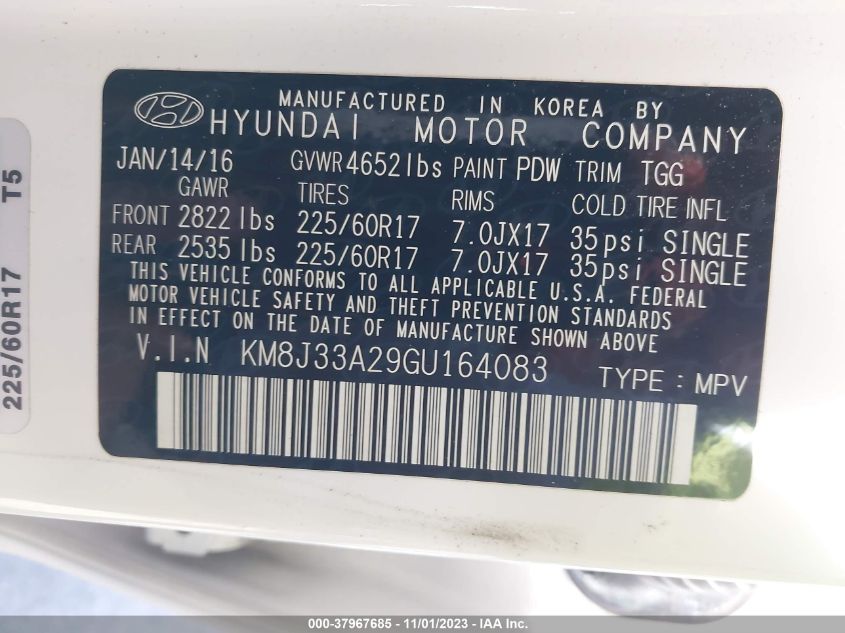 MANUFACTURED IN KOREA BY
HYUNDAI MOTOR COMPANY
JAN/14/16 GVWR4652lbs PAINT PDW TRIM TGG
GAWR TIRES RIMS COLD TIRE INFL
FRONT 2822 lbs 225/60R17 7.0JX17 35psi SINGLE
REAR 2535 lbs 225/60R17 7.0JX17 35psi SINGLE
THIS VEHICLE CONFORMS TO ALL APPLICABLE U.S.A. FEDERAL
MOTOR VEHICLE SAFETY AND THEFT PREVENTION STANDARDS
IN EFFECT ON THE DATE OF MANUFACTURE SHOWN ABOVE
V.I.N KM8J33A29GU164083 TYPE : MPV
225/60R17 T5
000-37967685 - 11/01/2023 - IAA Inc.